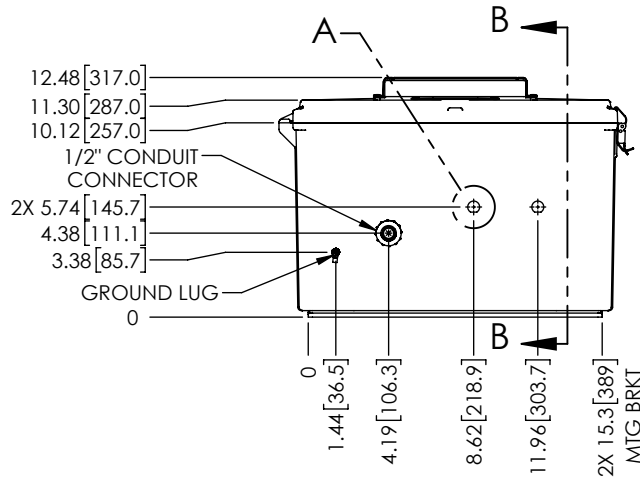 A
B
12.48 [317.0]
11.30 [287.0]
10.12 [257.0]
1/2" CONDUIT
CONNECTOR
2X 5.74 [145.7]
4.38 [111.1]
3.38 [85.7]
GROUND LUG
0
B
0
1.44 [36.5]
4.19 [106.3]
8.62 [218.9]
11.96 [303.7]
2X 15.3 [389]
MTG BRKT